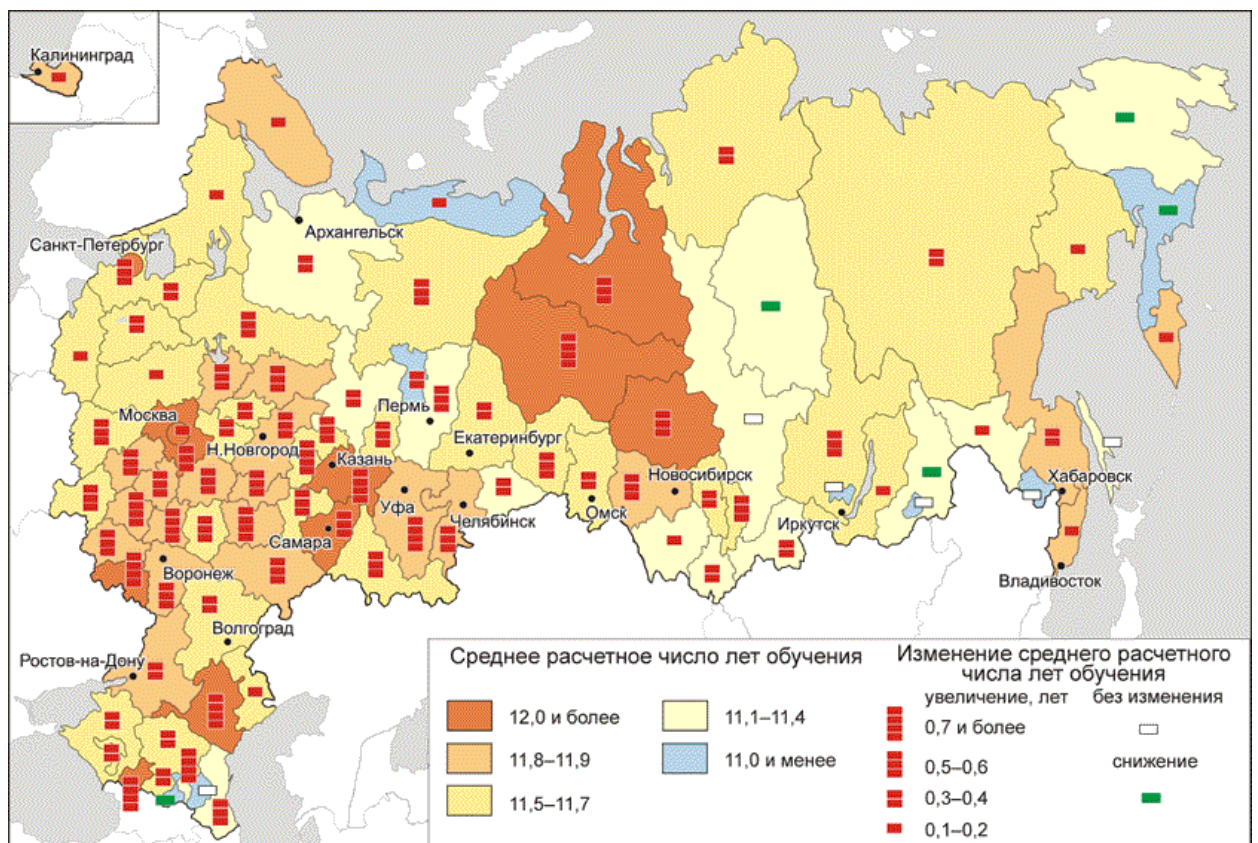 Калининград
Архангельск
Санкт-Петербург
Москва
Пермь
Н.Новгород
Екатеринбург
Казань
Новосибирск
Хабаровск
Уфа
Челябинск
Омск
Иркутск
Самара
Воронеж
Владивосток
Волгоград
Ростов-на-Дону
Среднее расчетное число лет обучения
12,0 и более
11,8–11,9
11,5–11,7
11,1–11,4
11,0 и менее
Изменение среднего расчетного
числа лет обучения
увеличение, лет
0,7 и более
0,5–0,6
0,3–0,4
0,1–0,2
без изменения
снижение